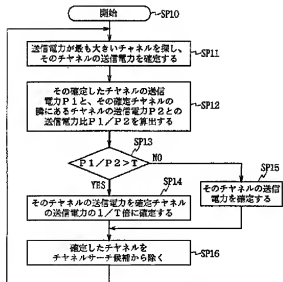 開始
SP10
送信電力が最も大きいチャネルを探し、
そのチャネルの送信電力を確定する
SP11
その確定したチャネルの送信
電力P1と、その確定チャネルの
隣にあるチャネルの送信電力P2との
送信電力比P1/P2を算出する
SP12
SP13
P1/P2>T
NO
YES
SP14
そのチャネルの送信電力を確定チャネル
の送信電力の1/T倍に確定する
SP15
そのチャネルの送信
電力を確定する
確定したチャネルを
チャネルサーチ候補から除く
SP16